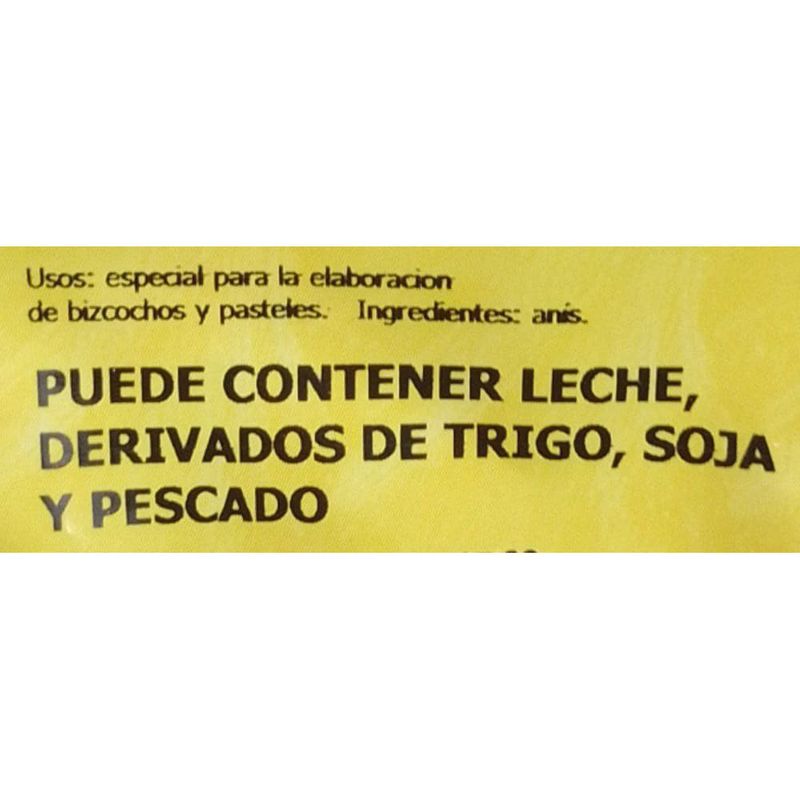 Usos: especial para la elaboracion
de bizcochos y pasteles. Ingredientes: anis.
PUEDE CONTENER LECHE,
DERIVADOS DE TRIGO, SOJA
Y PESCADO